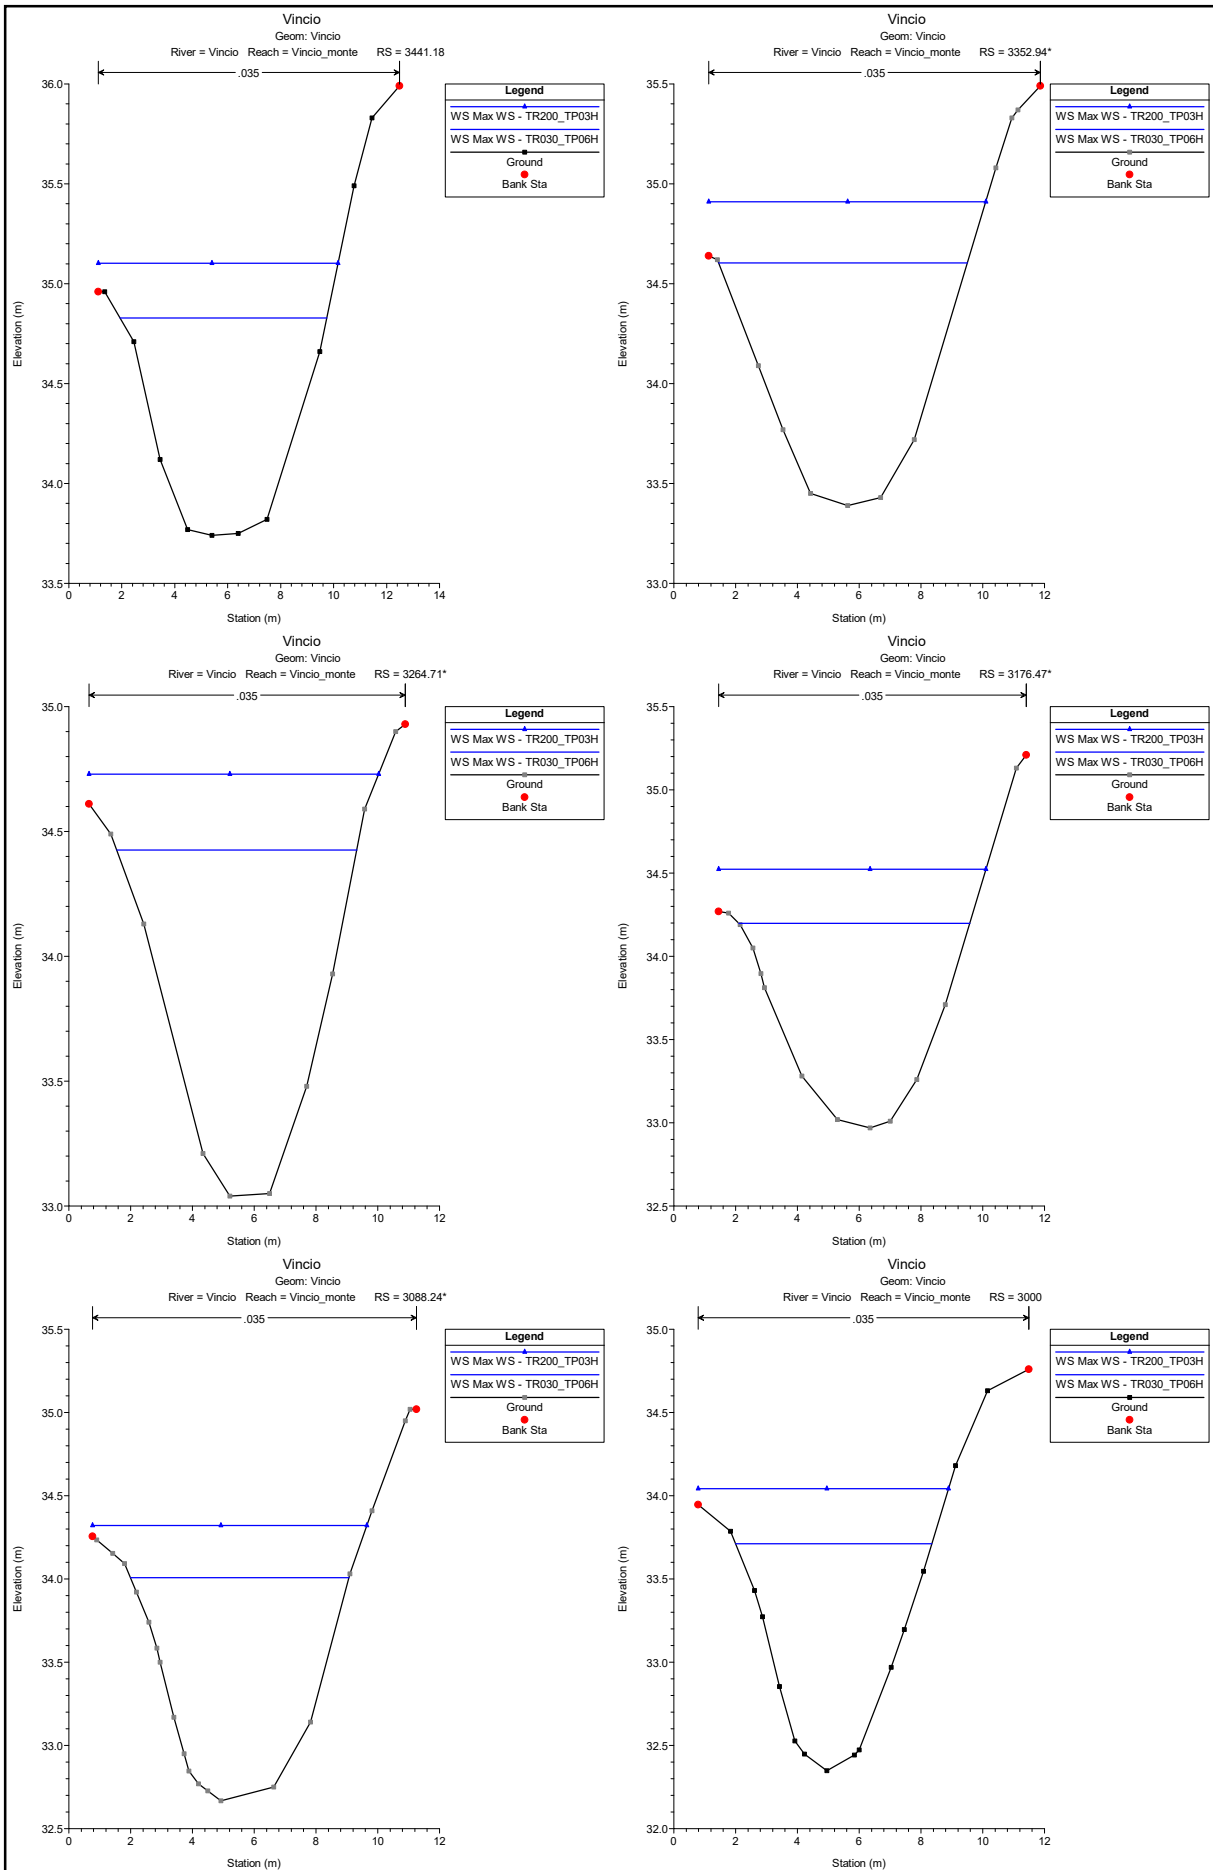 Vincio
Geom: Vincio
River = Vincio   Reach = Vincio_monte      RS = 3441.18
.035
Legend
WS Max WS - TR200_TP03H
WS Max WS - TR030_TP06H
Ground
Bank Sta
36.0
35.5
35.0
34.5
34.0
33.5
Elevation (m)
0 2 4 6 8 10 12 14
Station (m)
Vincio
Geom: Vincio
River = Vincio   Reach = Vincio_monte      RS = 3352.94*
.035
Legend
WS Max WS - TR200_TP03H
WS Max WS - TR030_TP06H
Ground
Bank Sta
35.5
35.0
34.5
34.0
33.5
33.0
Elevation (m)
0 2 4 6 8 10 12
Station (m)
Vincio
Geom: Vincio
River = Vincio   Reach = Vincio_monte      RS = 3264.71*
.035
Legend
WS Max WS - TR200_TP03H
WS Max WS - TR030_TP06H
Ground
Bank Sta
35.0
34.5
34.0
33.5
33.0
Elevation (m)
0 2 4 6 8 10 12
Station (m)
Vincio
Geom: Vincio
River = Vincio   Reach = Vincio_monte      RS = 3176.47*
.035
Legend
WS Max WS - TR200_TP03H
WS Max WS - TR030_TP06H
Ground
Bank Sta
35.5
35.0
34.5
34.0
33.5
33.0
32.5
Elevation (m)
0 2 4 6 8 10 12
Station (m)
Vincio
Geom: Vincio
River = Vincio   Reach = Vincio_monte      RS = 3088.24*
.035
Legend
WS Max WS - TR200_TP03H
WS Max WS - TR030_TP06H
Ground
Bank Sta
35.5
35.0
34.5
34.0
33.5
33.0
32.5
Elevation (m)
0 2 4 6 8 10 12
Station (m)
Vincio
Geom: Vincio
River = Vincio   Reach = Vincio_monte      RS = 3000
.035
Legend
WS Max WS - TR200_TP03H
WS Max WS - TR030_TP06H
Ground
Bank Sta
35.0
34.5
34.0
33.5
33.0
32.5
32.0
Elevation (m)
0 2 4 6 8 10 12
Station (m)